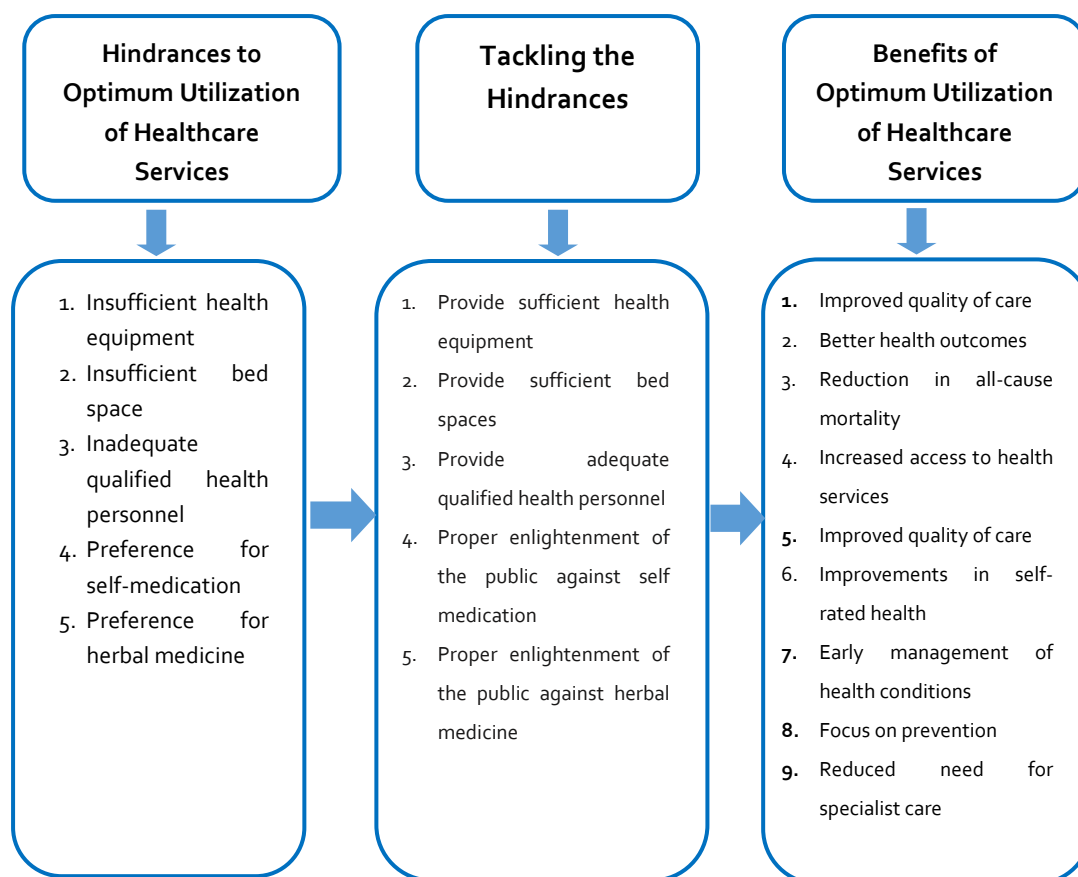 Hindrances to
Optimum Utilization
of Healthcare
Services
Tackling the
Hindrances
Benefits of
Optimum Utilization
of Healthcare
Services
1. Insufficient health
equipment
2. Insufficient bed
space
3. Inadequate
qualified health
personnel
4. Preference for
self-medication
5. Preference for
herbal medicine
1. Provide sufficient health
equipment
2. Provide sufficient bed
spaces
3. Provide adequate
qualified health personnel
4. Proper enlightenment of
the public against self
medication
5. Proper enlightenment of
the public against herbal
medicine
1. Improved quality of care
2. Better health outcomes
3. Reduction in all-cause
mortality
4. Increased access to health
services
5. Improved quality of care
6. Improvements in self-
rated health
7. Early management of
health conditions
8. Focus on prevention
9. Reduced need for
specialist care